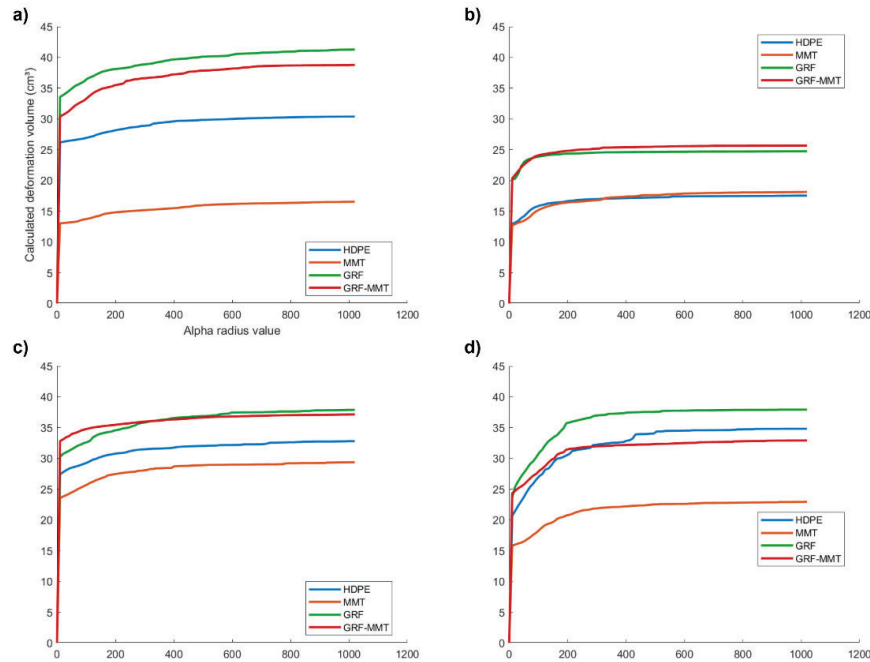 a)
45
40
35
30
25
20
15
10
5
0
Calculated deformation volume (cm³)
HDPE
MMT
GRF
GRF-MMT
0 200 400 600 800 1000 1200
Alpha radius value
b)
45
40
35
30
25
20
15
10
5
0
HDPE
MMT
GRF
GRF-MMT
0 200 400 600 800 1000 1200
c)
45
40
35
30
25
20
15
10
5
0
HDPE
MMT
GRF
GRF-MMT
0 200 400 600 800 1000 1200
d)
45
40
35
30
25
20
15
10
5
0
HDPE
MMT
GRF
GRF-MMT
0 200 400 600 800 1000 1200